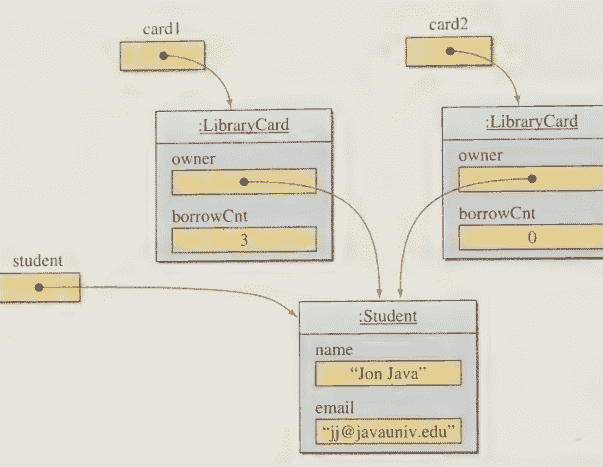 card1
card2
:LibraryCard
:LibraryCard
owner
owner
borrowCnt
borrowCnt
3
0
student
:Student
name
“Jon Java”
email
“jj@javauniv.edu”